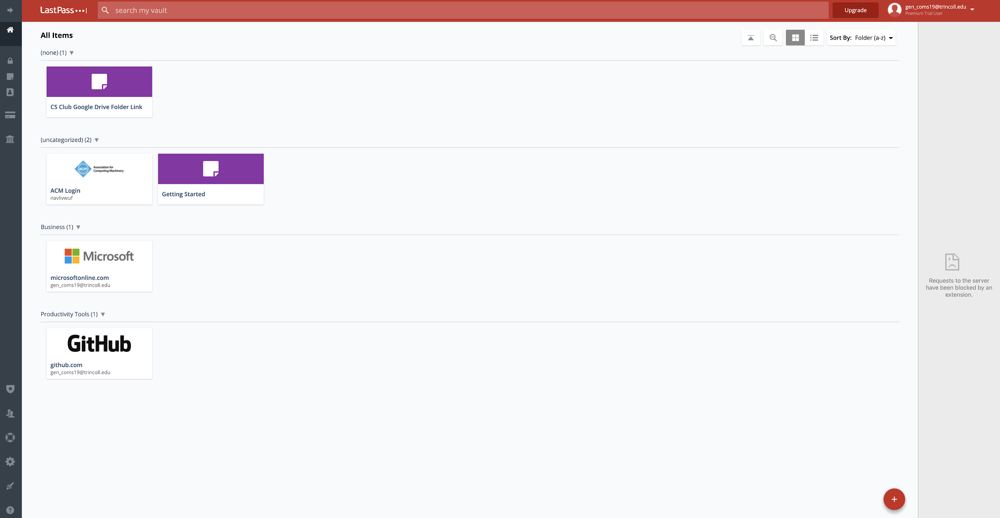 LastPass
search my vault
Upgrade
gen_coms19@trincoll.edu
Premium Trial User
All Items
Sort By: Folder (a-z)
(none) (1)
CS Club Google Drive Folder Link
(uncategorized) (2)
acm
Association for
Computing Machinery
ACM Login
navlivwuf
Getting Started
Business (1)
Microsoft
microsoftonline.com
gen_coms19@trincoll.edu
Productivity Tools (1)
GitHub
github.com
gen_coms19@trincoll.edu
Requests to the server
have been blocked by an
extension.